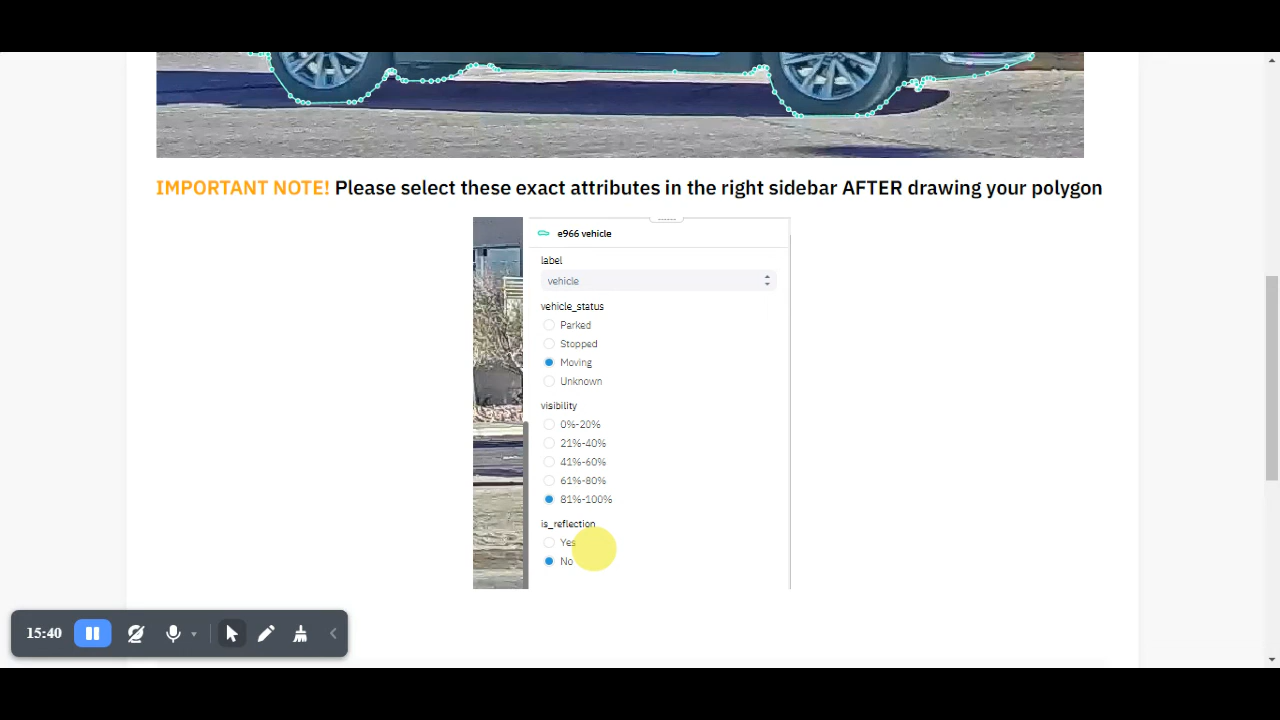 IMPORTANT NOTE! Please select these exact attributes in the right sidebar AFTER drawing your polygon
e966 vehicle
label
vehicle
vehicle_status
Parked
Stopped
Moving
Unknown
visibility
0%-20%
21%-40%
41%-60%
61%-80%
81%-100%
is_reflection
Yes
No
15:40